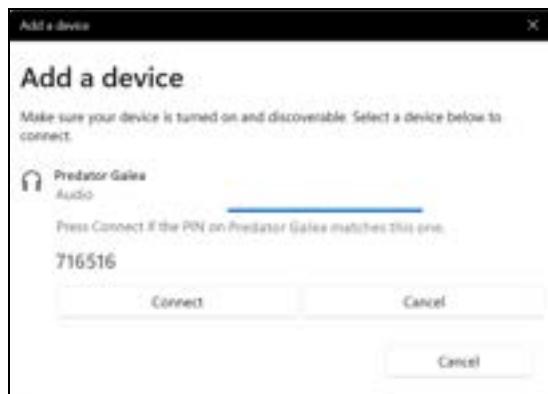 Add a device
Add a device
Make sure your device is turned on and discoverable. Select a device below to
connect.
Predator Galea
Audio
Press Connect if the PIN on Predator Galea matches this one.
716516
Connect Cancel
Cancel